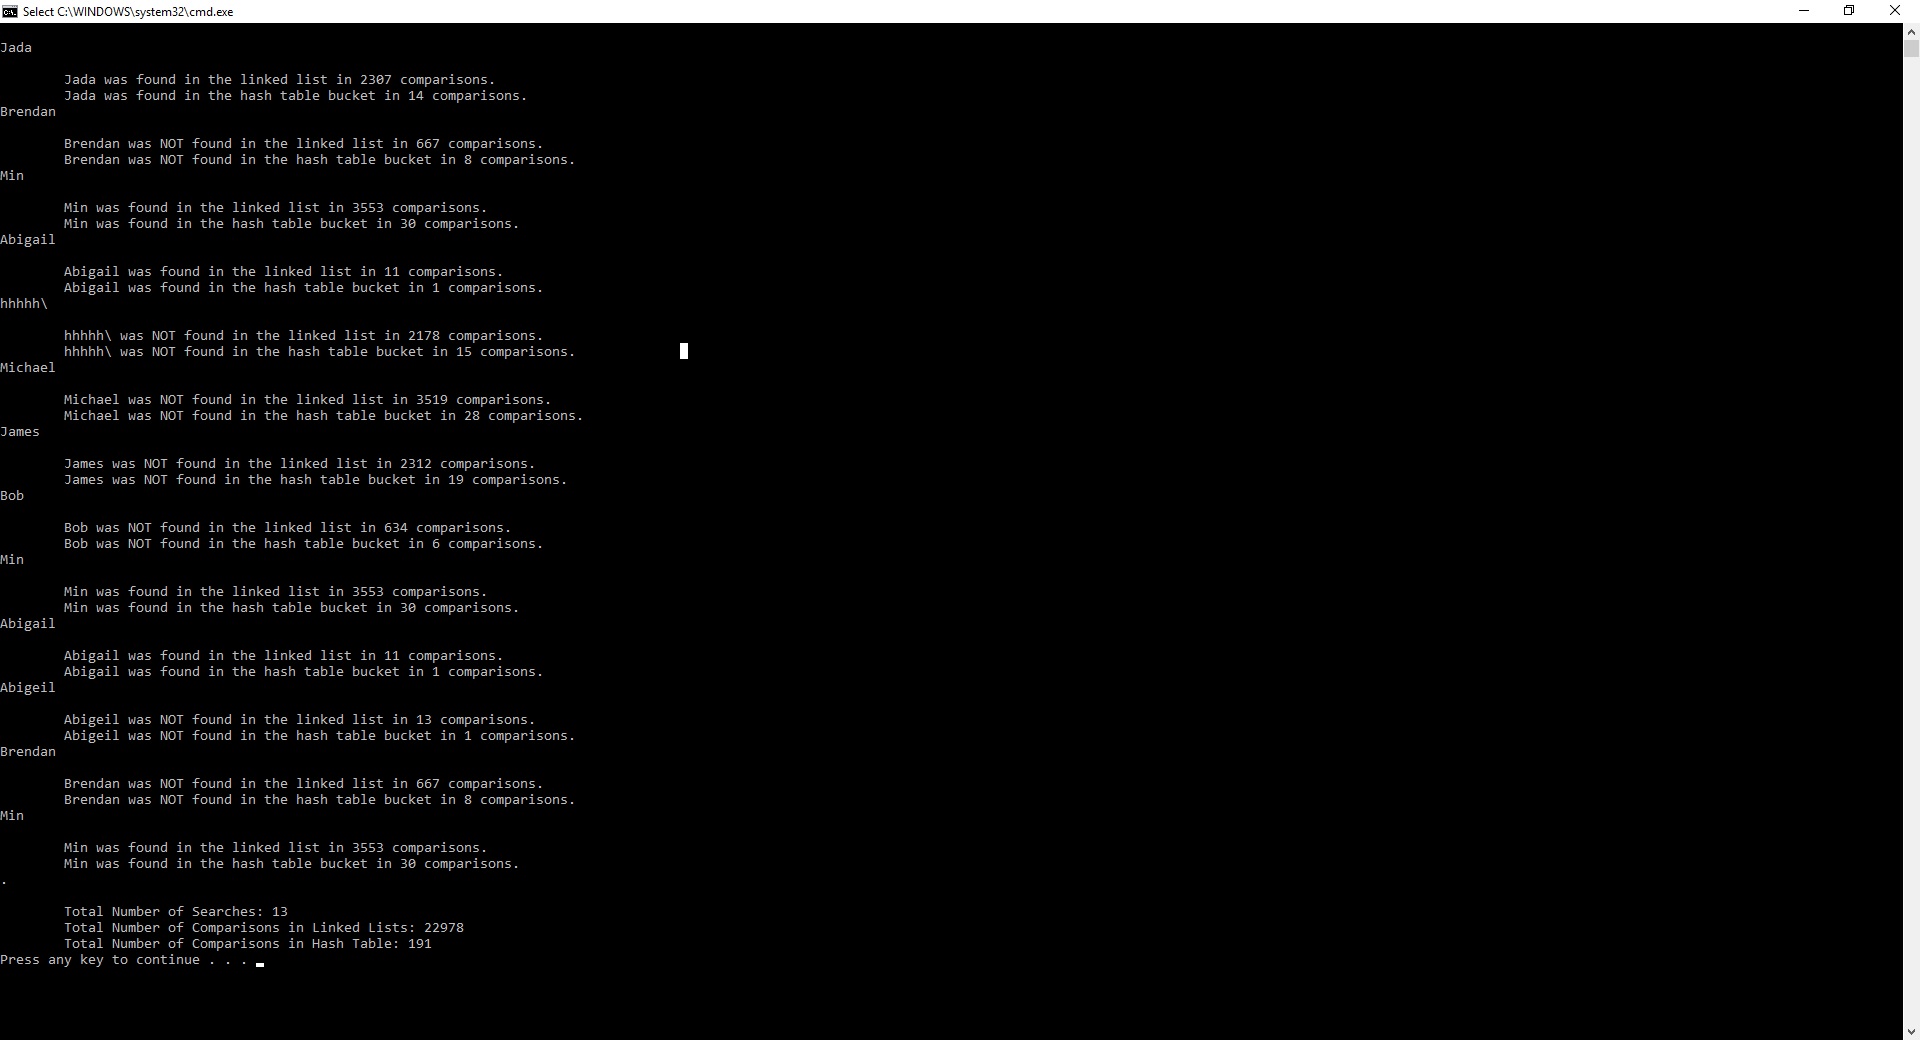 Select C:\WINDOWS\system32\cmd.exe
Jada
Jada was found in the linked list in 2307 comparisons.
Jada was found in the hash table bucket in 14 comparisons.
Brendan
Brendan was NOT found in the linked list in 667 comparisons.
Brendan was NOT found in the hash table bucket in 8 comparisons.
Min
Min was found in the linked list in 3553 comparisons.
Min was found in the hash table bucket in 30 comparisons.
Abigail
Abigail was found in the linked list in 11 comparisons.
Abigail was found in the hash table bucket in 1 comparisons.
hhhhh\
hhhhh\ was NOT found in the linked list in 2178 comparisons.
hhhhh\ was NOT found in the hash table bucket in 15 comparisons.
Michael
Michael was NOT found in the linked list in 3519 comparisons.
Michael was NOT found in the hash table bucket in 28 comparisons.
James
James was NOT found in the linked list in 2312 comparisons.
James was NOT found in the hash table bucket in 19 comparisons.
Bob
Bob was NOT found in the linked list in 634 comparisons.
Bob was NOT found in the hash table bucket in 6 comparisons.
Min
Min was found in the linked list in 3553 comparisons.
Min was found in the hash table bucket in 30 comparisons.
Abigail
Abigail was found in the linked list in 11 comparisons.
Abigail was found in the hash table bucket in 1 comparisons.
Abigeil
Abigeil was NOT found in the linked list in 13 comparisons.
Abigeil was NOT found in the hash table bucket in 1 comparisons.
Brendan
Brendan was NOT found in the linked list in 667 comparisons.
Brendan was NOT found in the hash table bucket in 8 comparisons.
Min
Min was found in the linked list in 3553 comparisons.
Min was found in the hash table bucket in 30 comparisons.
.
Total Number of Searches: 13
Total Number of Comparisons in Linked Lists: 22978
Total Number of Comparisons in Hash Table: 191
Press any key to continue . . .